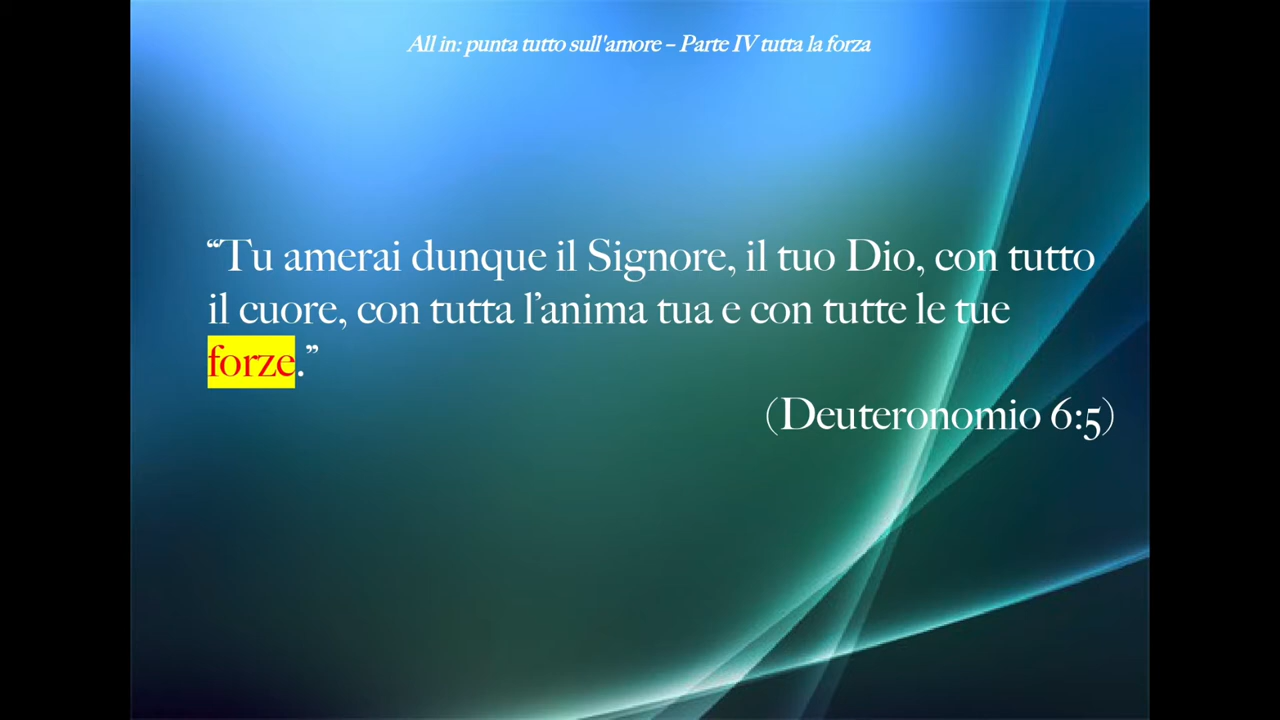 All in: punta tutto sull'amore – Parte IV tutta la forza
“Tu amerai dunque il Signore, il tuo Dio, con tutto
il cuore, con tutta l’anima tua e con tutte le tue
forze.”
(Deuteronomio 6:5)